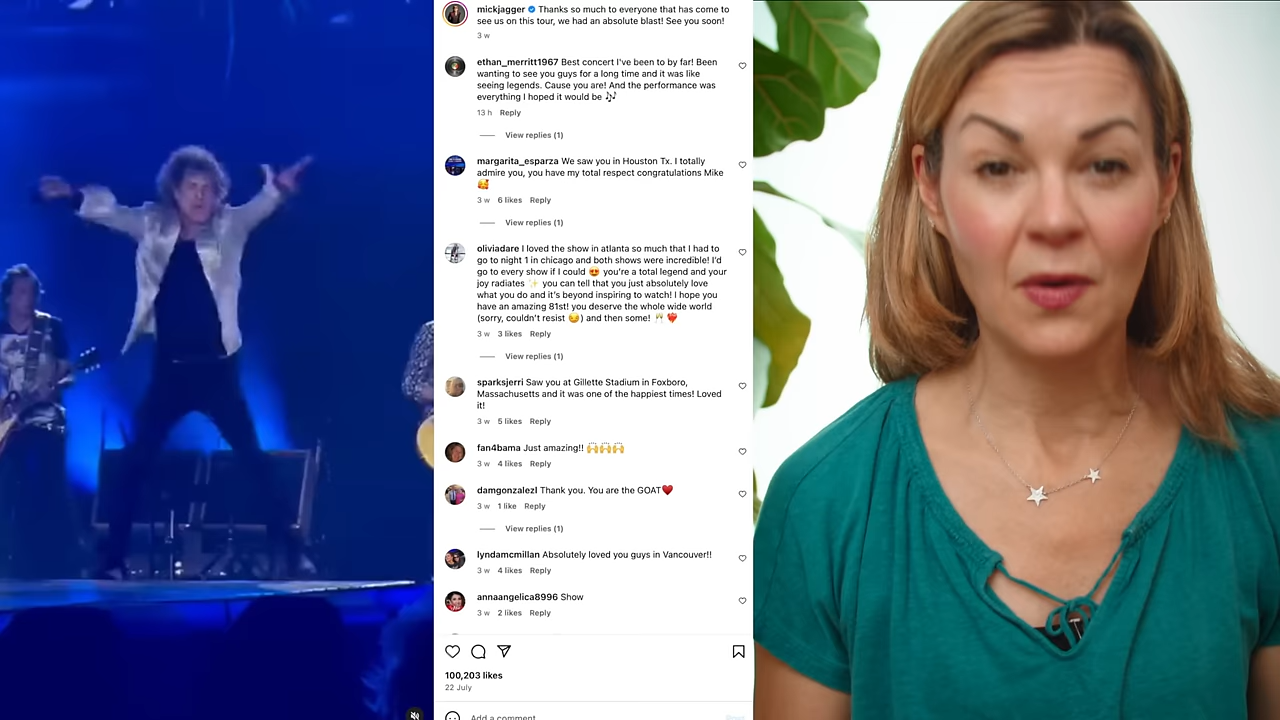 mickjagger Thanks so much to everyone that has come to
see us on this tour, we had an absolute blast! See you soon!
3 w
ethan_merritt1967 Best concert I've been to by far! Been
wanting to see you guys for a long time and it was like
seeing legends. Cause you are! And the performance was
everything I hoped it would be 🎶
13 h Reply
View replies (1)
margarita_esparza We saw you in Houston Tx. I totally
admire you, you have my total respect congratulations Mike
🥰
3 w 6 likes Reply
View replies (1)
oliviadare I loved the show in atlanta so much that I had to
go to night 1 in chicago and both shows were incredible! I'd
go to every show if I could 😍 you're a total legend and your
joy radiates ✨ you can tell that you just absolutely love
what you do and it's beyond inspiring to watch! I hope you
have an amazing 81st! you deserve the whole wide world
(sorry, couldn't resist 😏) and then some! 🥂 ❤️‍🔥
3 w 3 likes Reply
View replies (1)
sparksjerri Saw you at Gillette Stadium in Foxboro,
Massachusetts and it was one of the happiest times! Loved
it!
3 w 5 likes Reply
fan4bama Just amazing!! 🙌🙌🙌
3 w 4 likes Reply
damgonzalezl Thank you. You are the GOAT♥️
3 w 1 like Reply
View replies (1)
lyndamcmillan Absolutely loved you guys in Vancouver!!
3 w 4 likes Reply
annaangelica8996 Show
3 w 2 likes Reply
100,203 likes
22 July
Add a comment